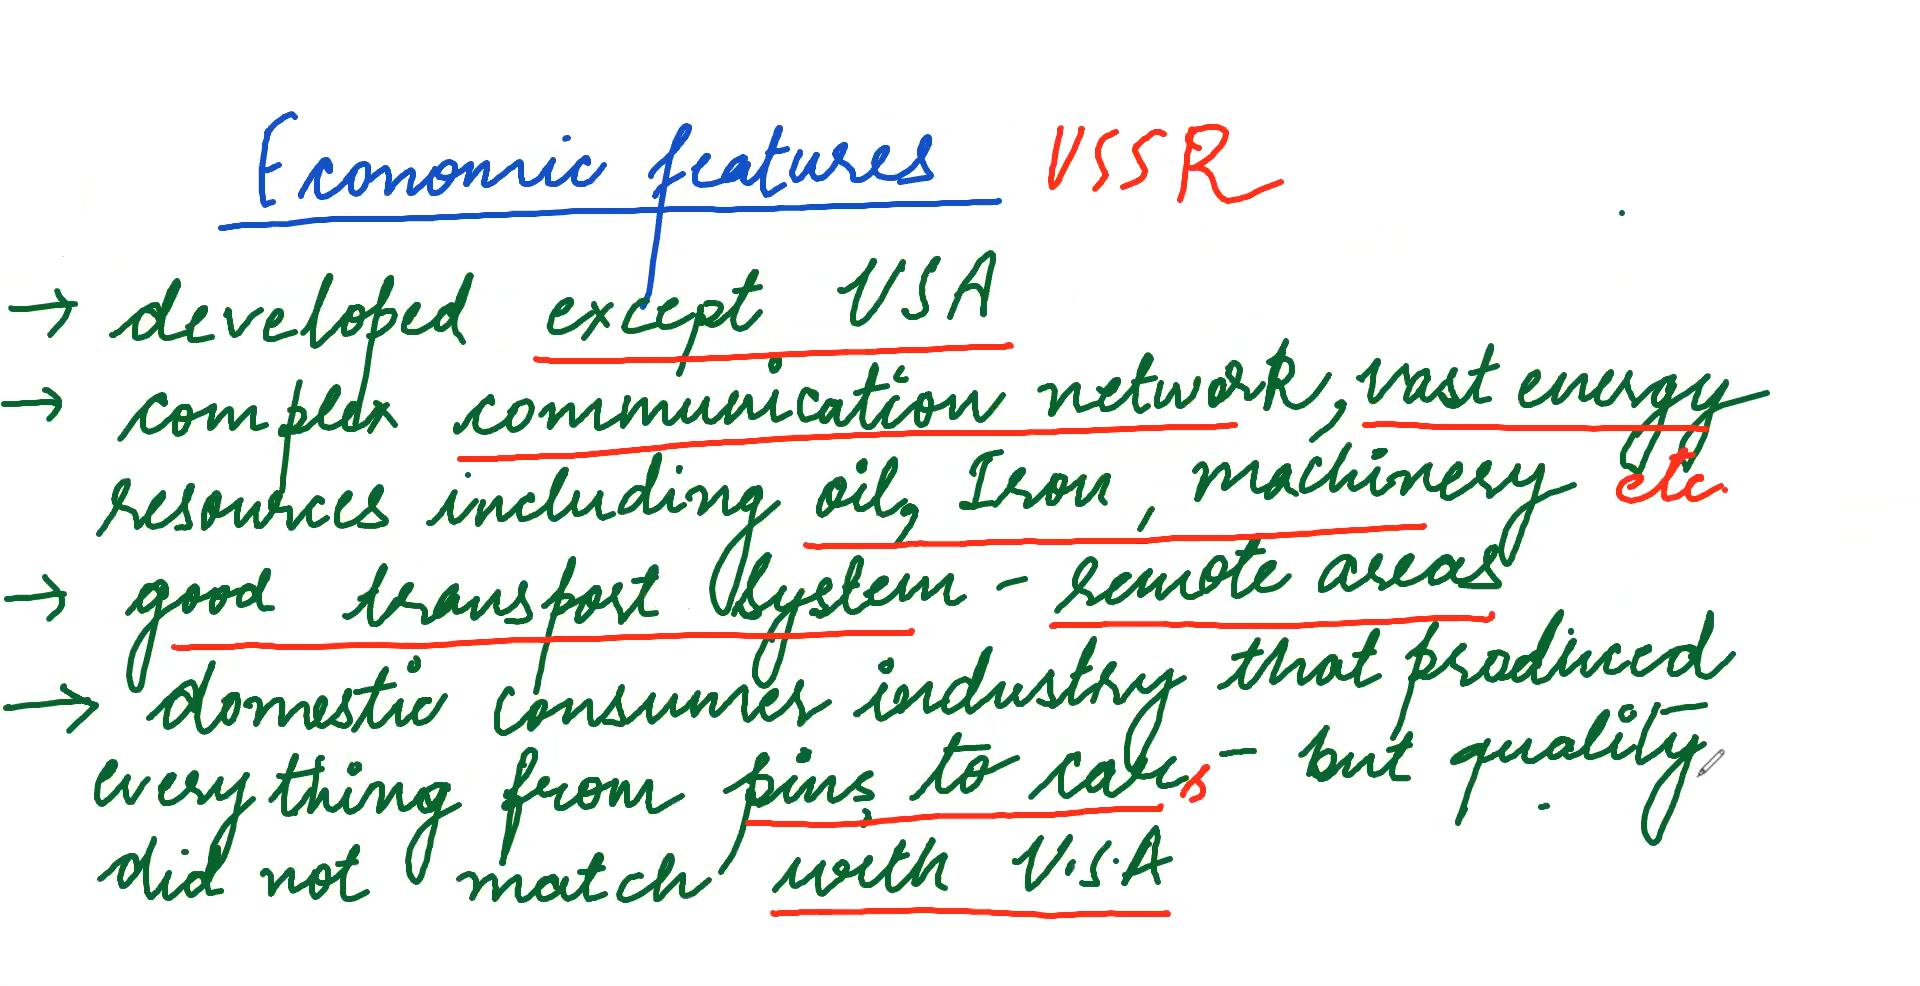 Economic features USSR
→ developed except USA
→ complex communication network, vast energy
resources including oil, Iron, machinery etc.
→ good transport system - remote areas
→ domestic consumer industry that produced
everything from pins to cars - but quality
did not match with U.S.A